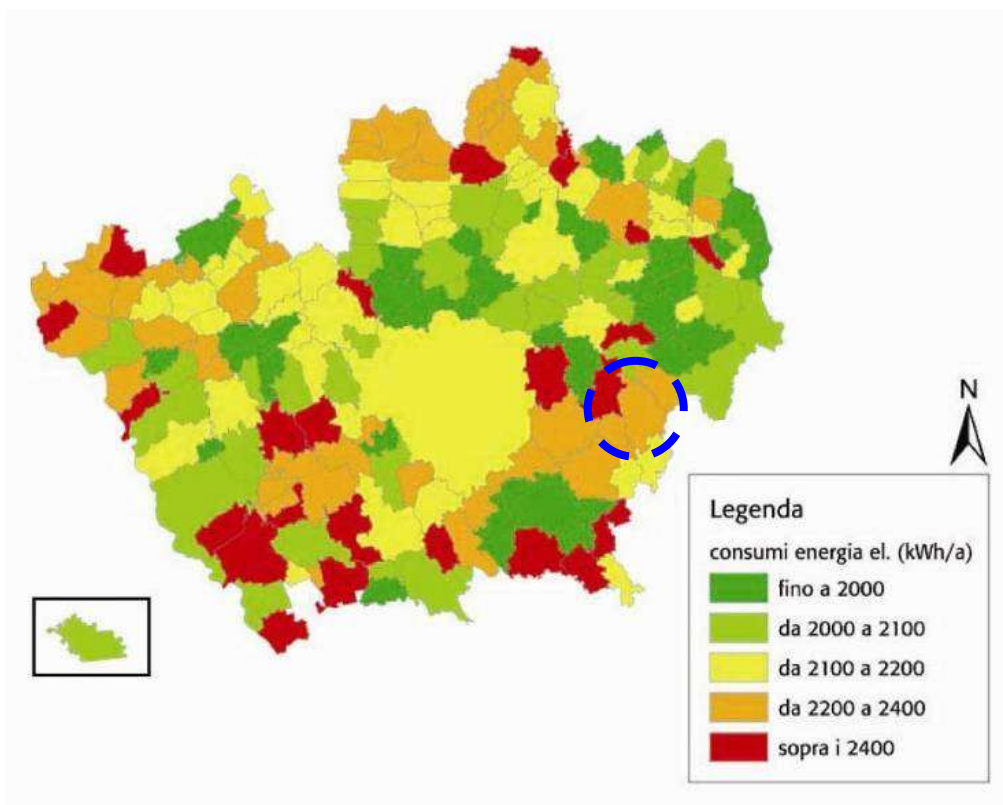 N
Legenda
consumi energia el. (kWh/a)
fino a 2000
da 2000 a 2100
da 2100 a 2200
da 2200 a 2400
sopra i 2400